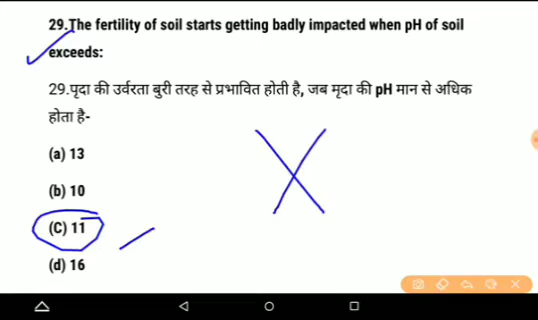 29.The fertility of soil starts getting badly impacted when pH of soil
exceeds:
29.पृदा की उर्वरता बुरी तरह से प्रभावित होती है, जब मृदा की pH मान से अधिक
होता है-
(a) 13
(b) 10
(C) 11
(d) 16